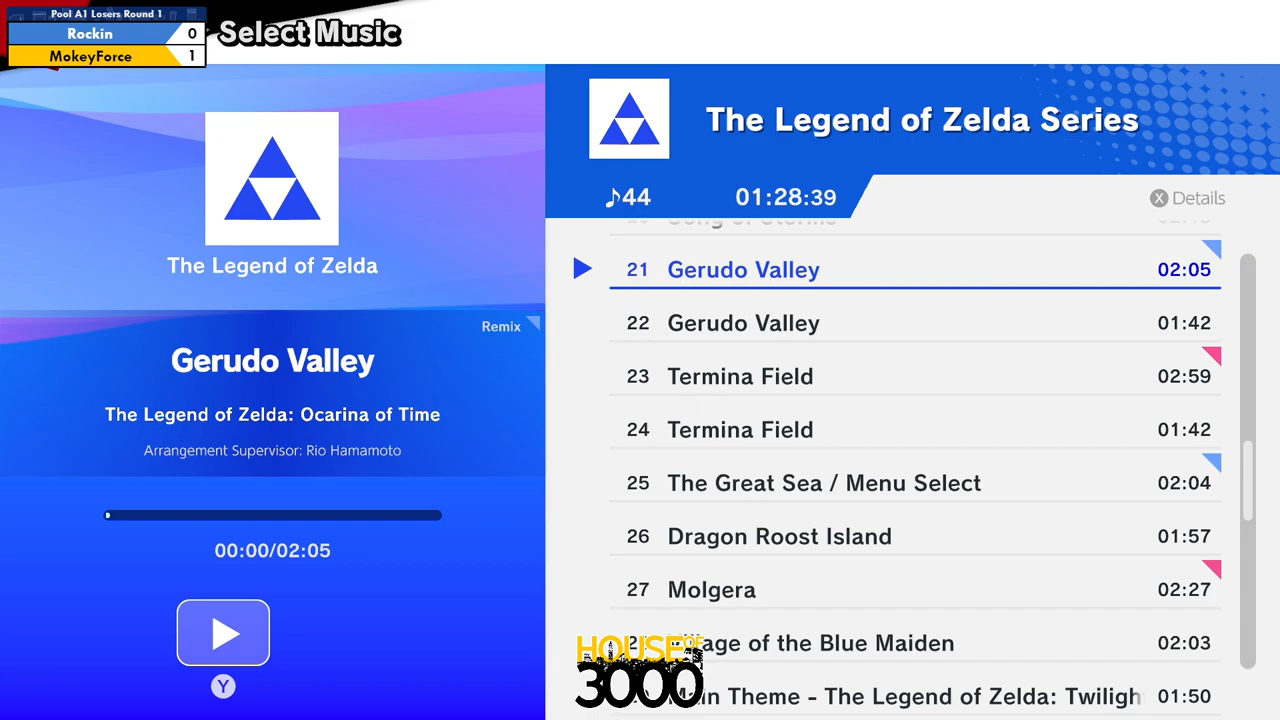 Pool A1 Losers Round 1
Rockin 0
MokeyForce 1
Select Music
The Legend of Zelda
Remix
Gerudo Valley
The Legend of Zelda: Ocarina of Time
Arrangement Supervisor: Rio Hamamoto
00:00/02:05
Y
The Legend of Zelda Series
♪44 01:28:39
X Details
Song of Storms
21 Gerudo Valley 02:05
22 Gerudo Valley 01:42
23 Termina Field 02:59
24 Termina Field 01:42
25 The Great Sea / Menu Select 02:04
26 Dragon Roost Island 01:57
27 Molgera 02:27
of the Blue Maiden 02:03
Main Theme - The Legend of Zelda: Twiligh 01:50
HOUSE OF
3000